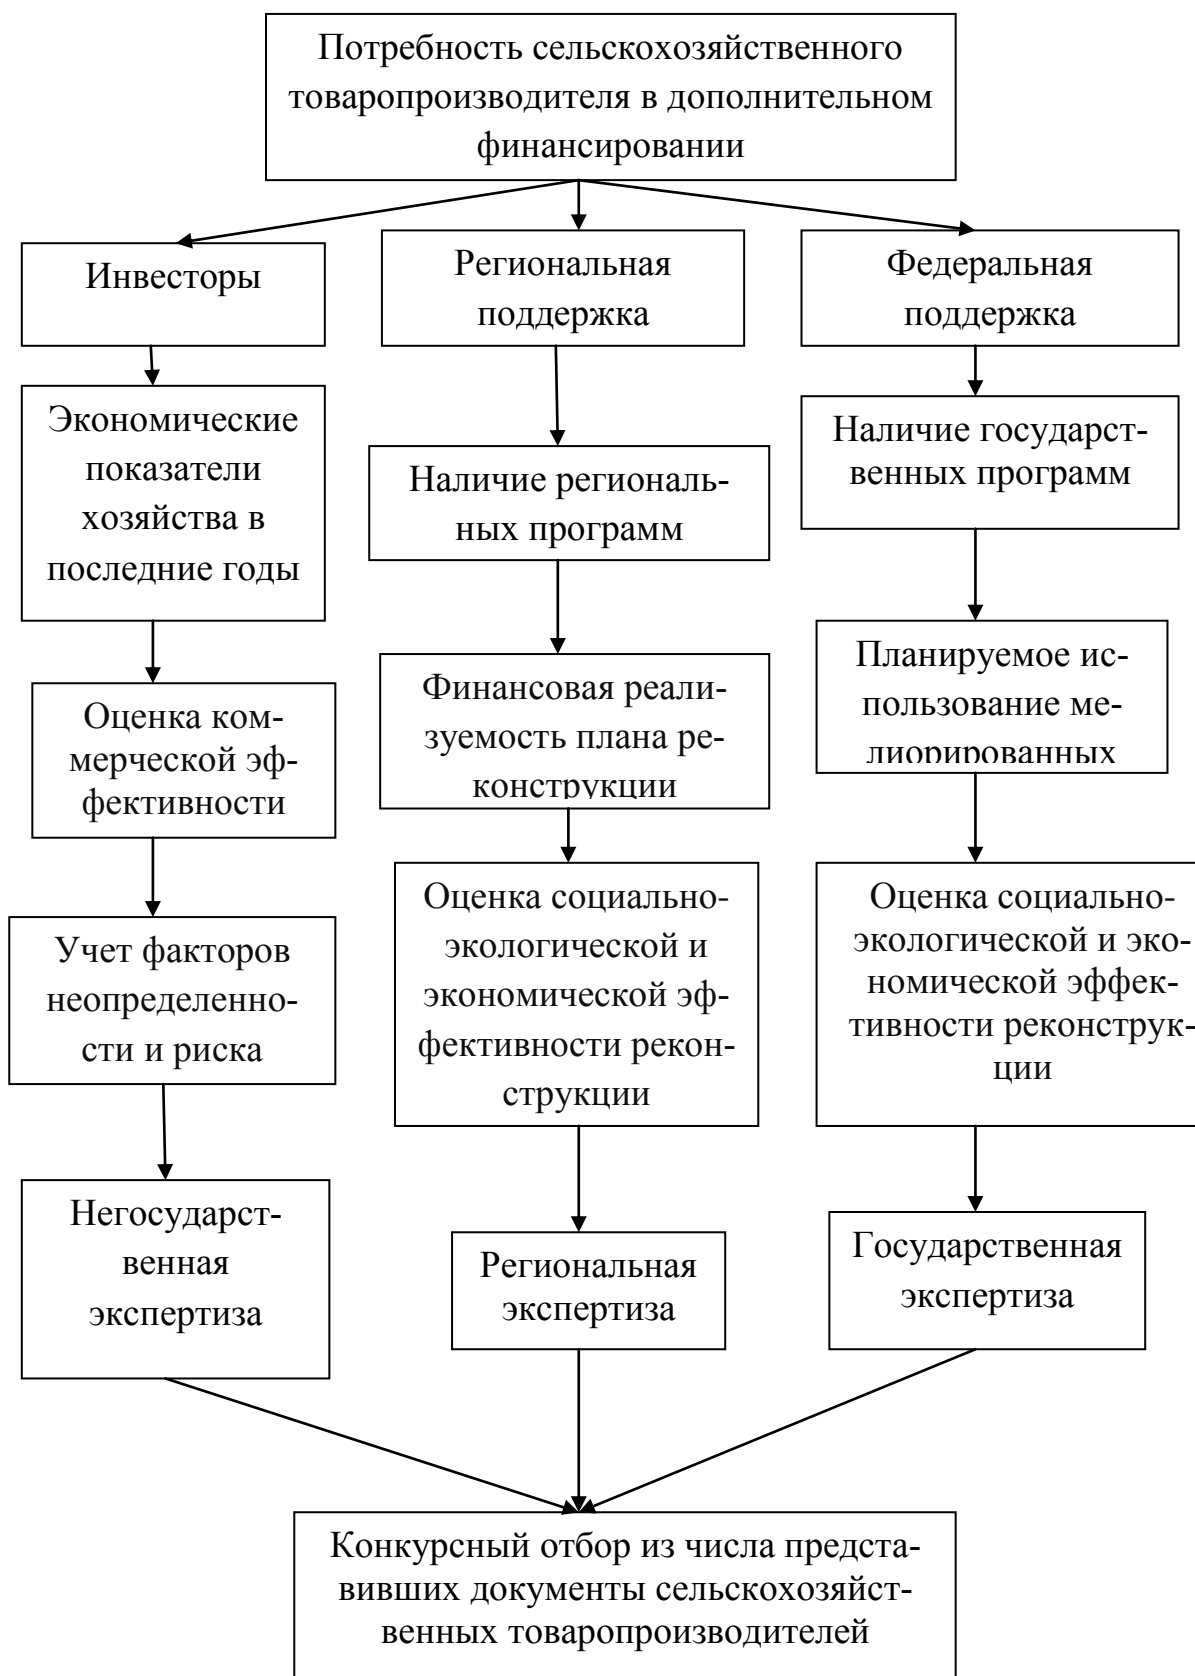 Потребность сельскохозяйственного
товаропроизводителя в дополнительном
финансировании
Инвесторы
Региональная
поддержка
Федеральная
поддержка
Экономические
показатели
хозяйства в
последние годы
Наличие региональ-
ных программ
Наличие государст-
венных программ
Оценка ком-
мерческой эф-
фективности
Финансовая реали-
зуемость плана ре-
конструкции
Планируемое ис-
пользование ме-
лиорированных
Учет факторов
неопределенно-
сти и риска
Оценка социально-
экологической и
экономической эф-
фективности рекон-
струкции
Оценка социально-
экологической и эко-
номической эффек-
тивности реконструк-
ции
Негосударст-
венная
экспертиза
Региональная
экспертиза
Государственная
экспертиза
Конкурсный отбор из числа предста-
вивших документы сельскохозяйст-
венных товаропроизводителей